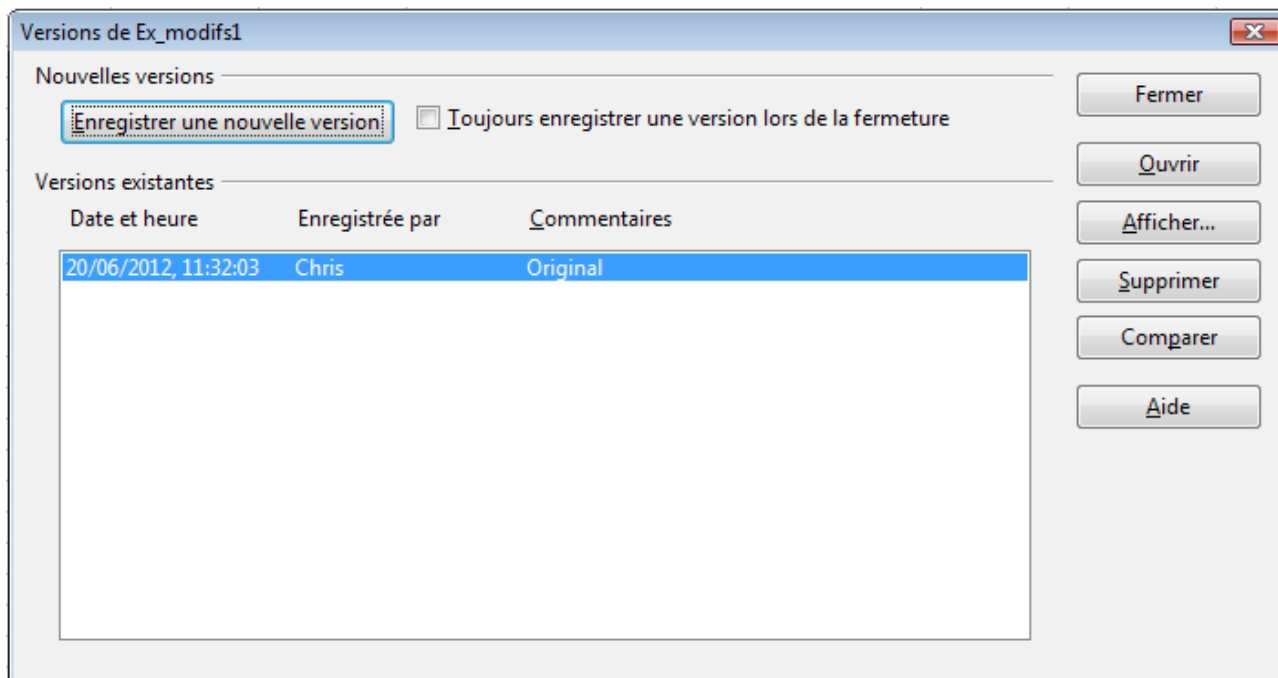 Versions de Ex_modifs1
Nouvelles versions
Enregistrer une nouvelle version
Toujours enregistrer une version lors de la fermeture
Versions existantes
Date et heure Enregistrée par Commentaires
20/06/2012, 11:32:03 Chris Original
Fermer
Ouvrir
Afficher...
Supprimer
Comparer
Aide